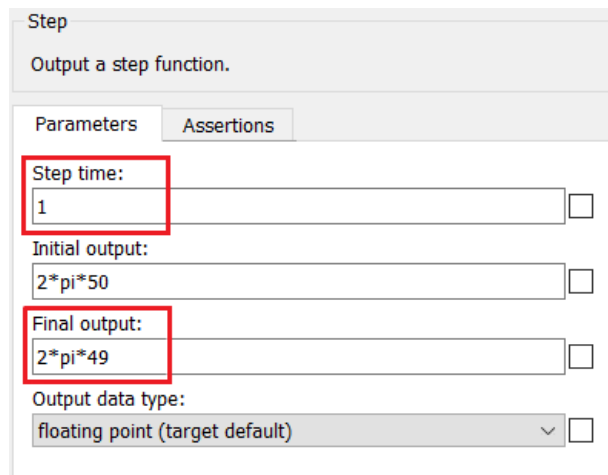 Step
Output a step function.
Parameters Assertions
Step time:
1
Initial output:
2*pi*50
Final output:
2*pi*49
Output data type:
floating point (target default)